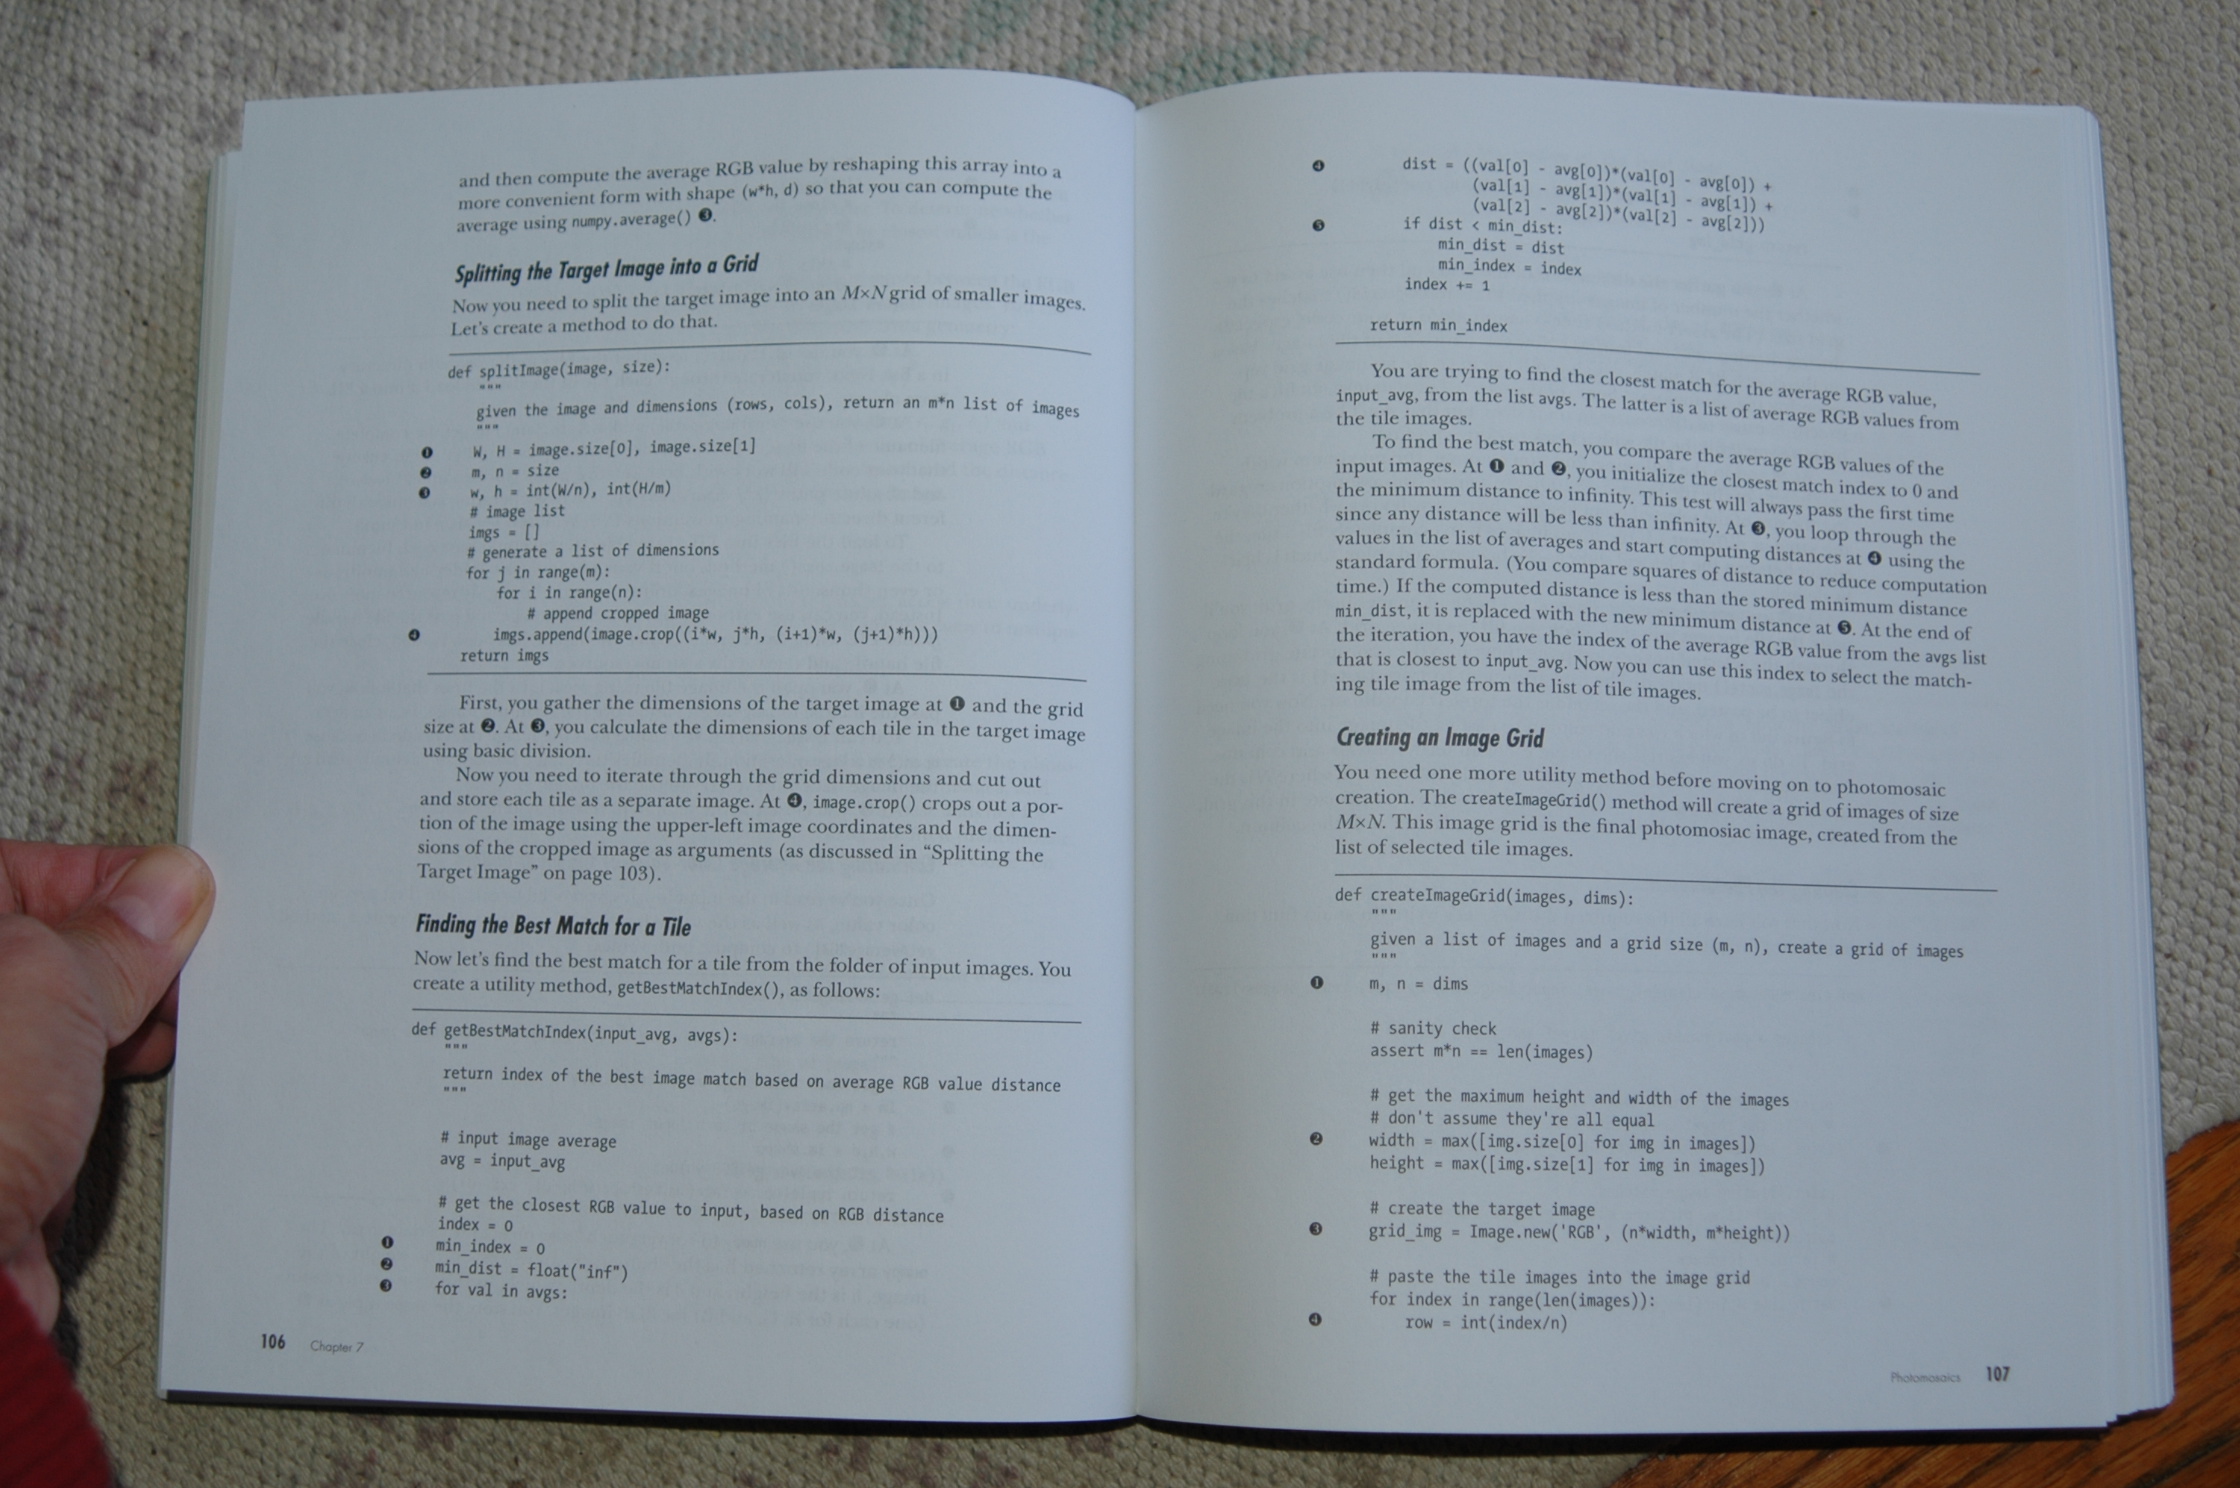 and then compute the average RGB value by reshaping this array into a
more convenient form with shape (w*h, d) so that you can compute the
average using numpy.average() ❸.
Splitting the Target Image into a Grid
Now you need to split the target image into an M×N grid of smaller images.
Let's create a method to do that.
def splitImage(image, size):
"""
given the image and dimensions (rows, cols), return an m*n list of images
"""
❶ W, H = image.size[0], image.size[1]
❷ m, n = size
❸ w, h = int(W/n), int(H/m)
# image list
imgs = []
# generate a list of dimensions
for j in range(m):
for i in range(n):
# append cropped image
❹ imgs.append(image.crop((i*w, j*h, (i+1)*w, (j+1)*h)))
return imgs
First, you gather the dimensions of the target image at ❶ and the grid
size at ❷. At ❸, you calculate the dimensions of each tile in the target image
using basic division.
Now you need to iterate through the grid dimensions and cut out
and store each tile as a separate image. At ❹, image.crop() crops out a por-
tion of the image using the upper-left image coordinates and the dimen-
sions of the cropped image as arguments (as discussed in “Splitting the
Target Image” on page 103).
Finding the Best Match for a Tile
Now let's find the best match for a tile from the folder of input images. You
create a utility method, getBestMatchIndex(), as follows:
def getBestMatchIndex(input_avg, avgs):
"""
return index of the best image match based on average RGB value distance
"""
# input image average
avg = input_avg
# get the closest RGB value to input, based on RGB distance
index = 0
❶ min_index = 0
❷ min_dist = float("inf")
❸ for val in avgs:
106 Chapter 7
❹ dist = ((val[0] - avg[0])*(val[0] - avg[0]) +
(val[1] - avg[1])*(val[1] - avg[1]) +
(val[2] - avg[2])*(val[2] - avg[2]))
❺ if dist < min_dist:
min_dist = dist
min_index = index
index += 1
return min_index
You are trying to find the closest match for the average RGB value,
input_avg, from the list avgs. The latter is a list of average RGB values from
the tile images.
To find the best match, you compare the average RGB values of the
input images. At ❶ and ❷, you initialize the closest match index to 0 and
the minimum distance to infinity. This test will always pass the first time
since any distance will be less than infinity. At ❸, you loop through the
values in the list of averages and start computing distances at ❹ using the
standard formula. (You compare squares of distance to reduce computation
time.) If the computed distance is less than the stored minimum distance
min_dist, it is replaced with the new minimum distance at ❺. At the end of
the iteration, you have the index of the average RGB value from the avgs list
that is closest to input_avg. Now you can use this index to select the match-
ing tile image from the list of tile images.
Creating an Image Grid
You need one more utility method before moving on to photomosaic
creation. The createImageGrid() method will create a grid of images of size
M×N. This image grid is the final photomosiac image, created from the
list of selected tile images.
def createImageGrid(images, dims):
"""
given a list of images and a grid size (m, n), create a grid of images
"""
❶ m, n = dims
# sanity check
assert m*n == len(images)
# get the maximum height and width of the images
# don't assume they're all equal
❷ width = max([img.size[0] for img in images])
height = max([img.size[1] for img in images])
# create the target image
❸ grid_img = Image.new('RGB', (n*width, m*height))
# paste the tile images into the image grid
for index in range(len(images)):
❹ row = int(index/n)
Photomosaics 107